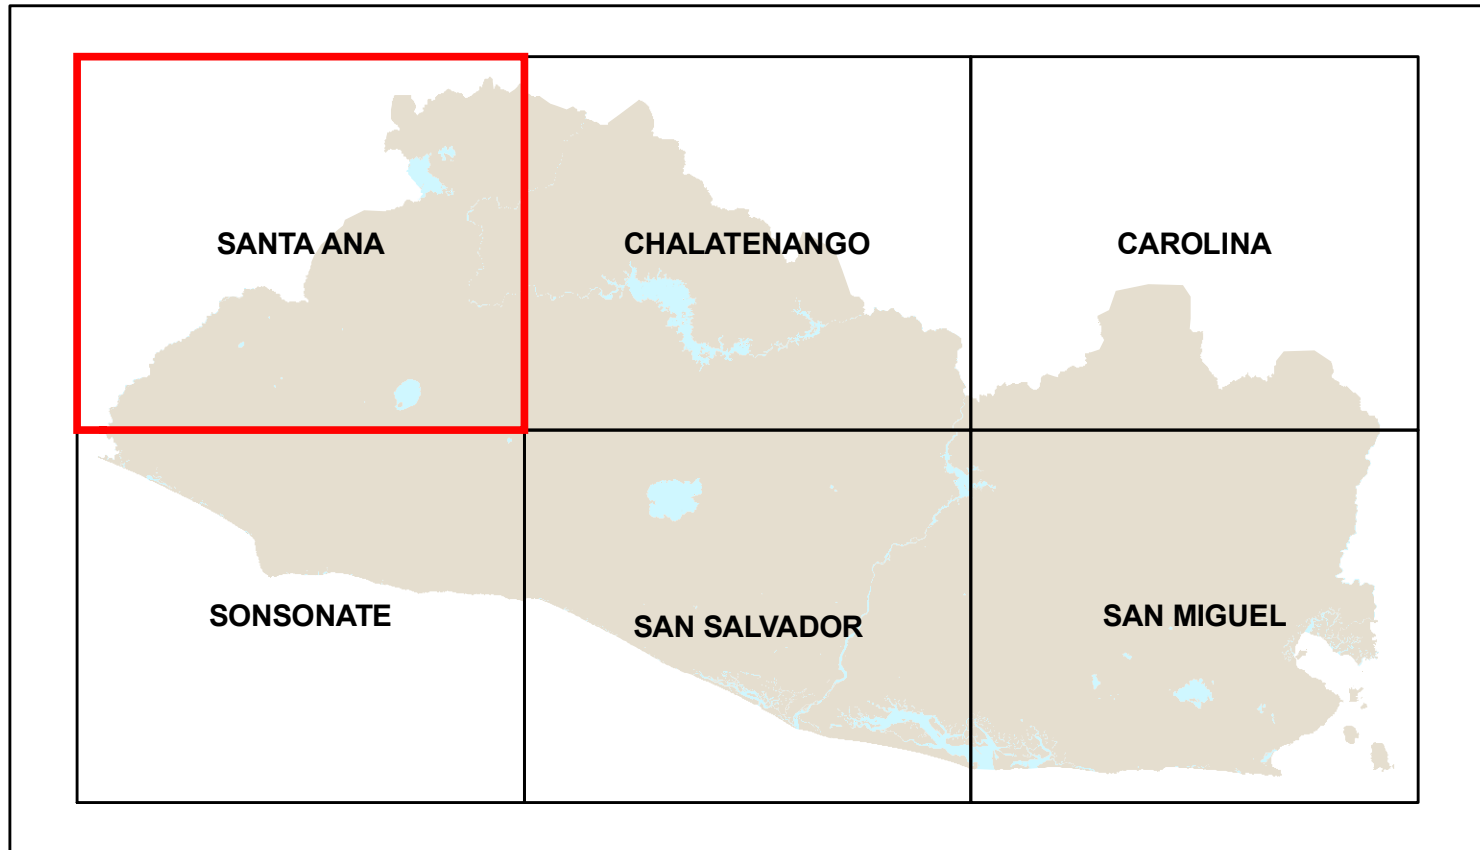 SANTA ANA
CHALATENANGO
CAROLINA
SONSONATE
SAN SALVADOR
SAN MIGUEL